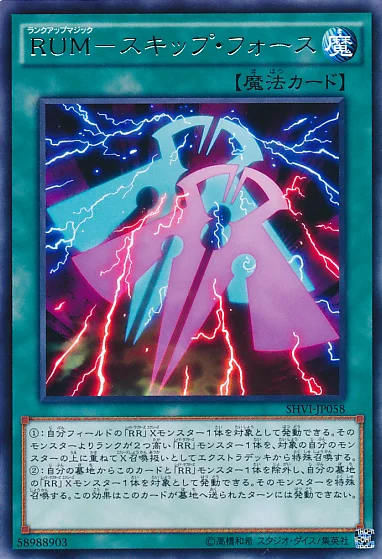 ランクアップマジック
RUM－スキップ・フォース
魔
【魔法カード】
SHVI-JP058
①：自分フィールドの「RR」Xモンスター１体を対象として発動できる。その
モンスターよりランクが２つ高い「RR」モンスター１体を、対象の自分のモン
スターの上に重ねてX召喚扱いとしてエクストラデッキから特殊召喚する。
②：自分の墓地からこのカードと「RR」モンスター１体を除外し、自分の墓地
の「RR」Xモンスター１体を対象として発動できる。そのモンスターを特殊
召喚する。この効果はこのカードが墓地へ送られたターンには発動できない。
58988903
©高橋和希 スタジオ・ダイス/集英社